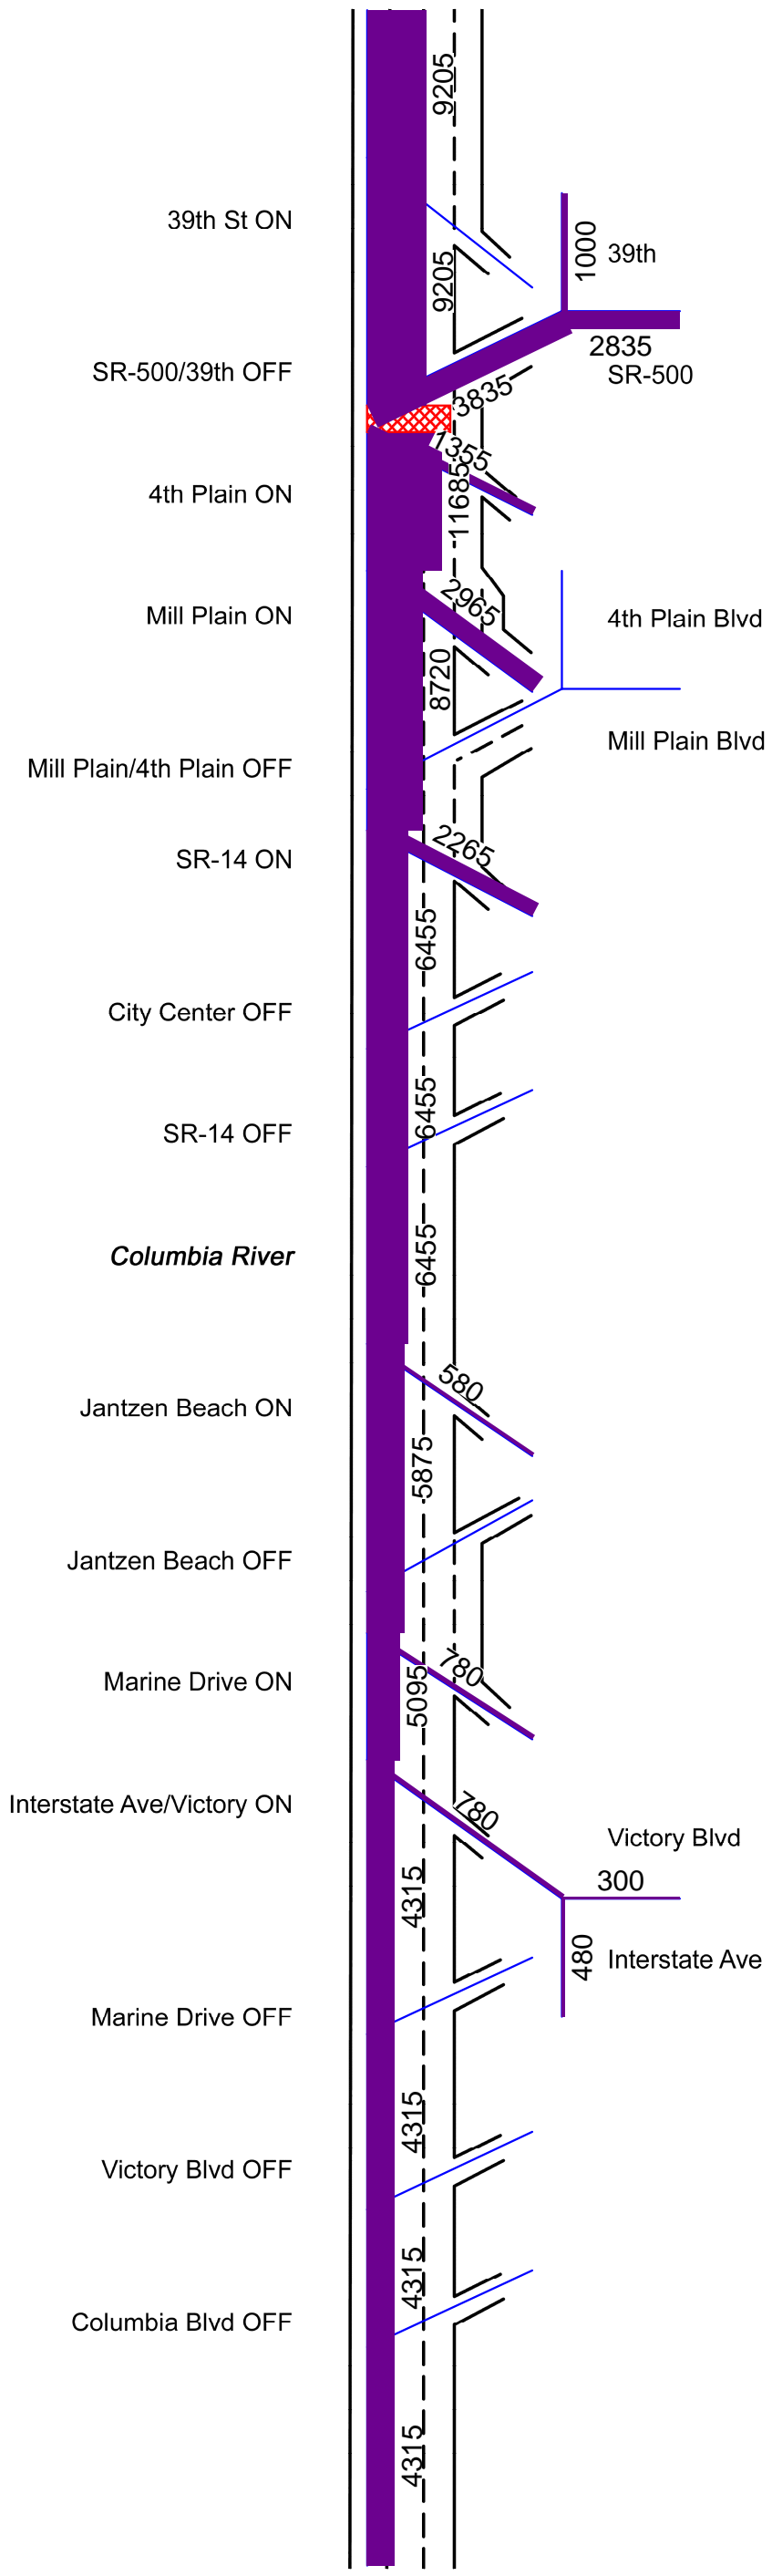 9205
39th St ON
1000
39th
9205
2835
SR-500/39th OFF
SR-500
3835
1355
4th Plain ON
11685
Mill Plain ON
2965
4th Plain Blvd
8720
Mill Plain Blvd
Mill Plain/4th Plain OFF
2265
SR-14 ON
6455
City Center OFF
6455
SR-14 OFF
Columbia River
6455
580
Jantzen Beach ON
5875
Jantzen Beach OFF
780
Marine Drive ON
5095
Interstate Ave/Victory ON
780
Victory Blvd
300
4315
480
Interstate Ave
Marine Drive OFF
4315
Victory Blvd OFF
4315
Columbia Blvd OFF
4315